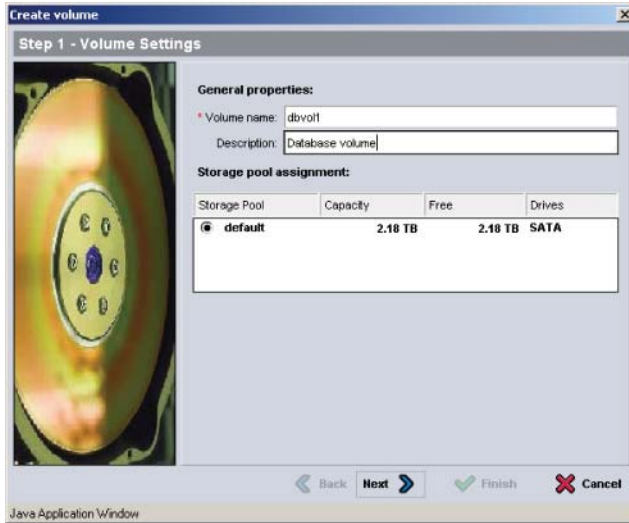 Create volume
Step 1 - Volume Settings
General properties:
* Volume name: dbvol1
Description: Database volume
Storage pool assignment:
Storage Pool Capacity Free Drives
default 2.18 TB 2.18 TB SATA
Back Next Finish Cancel
Java Application Window